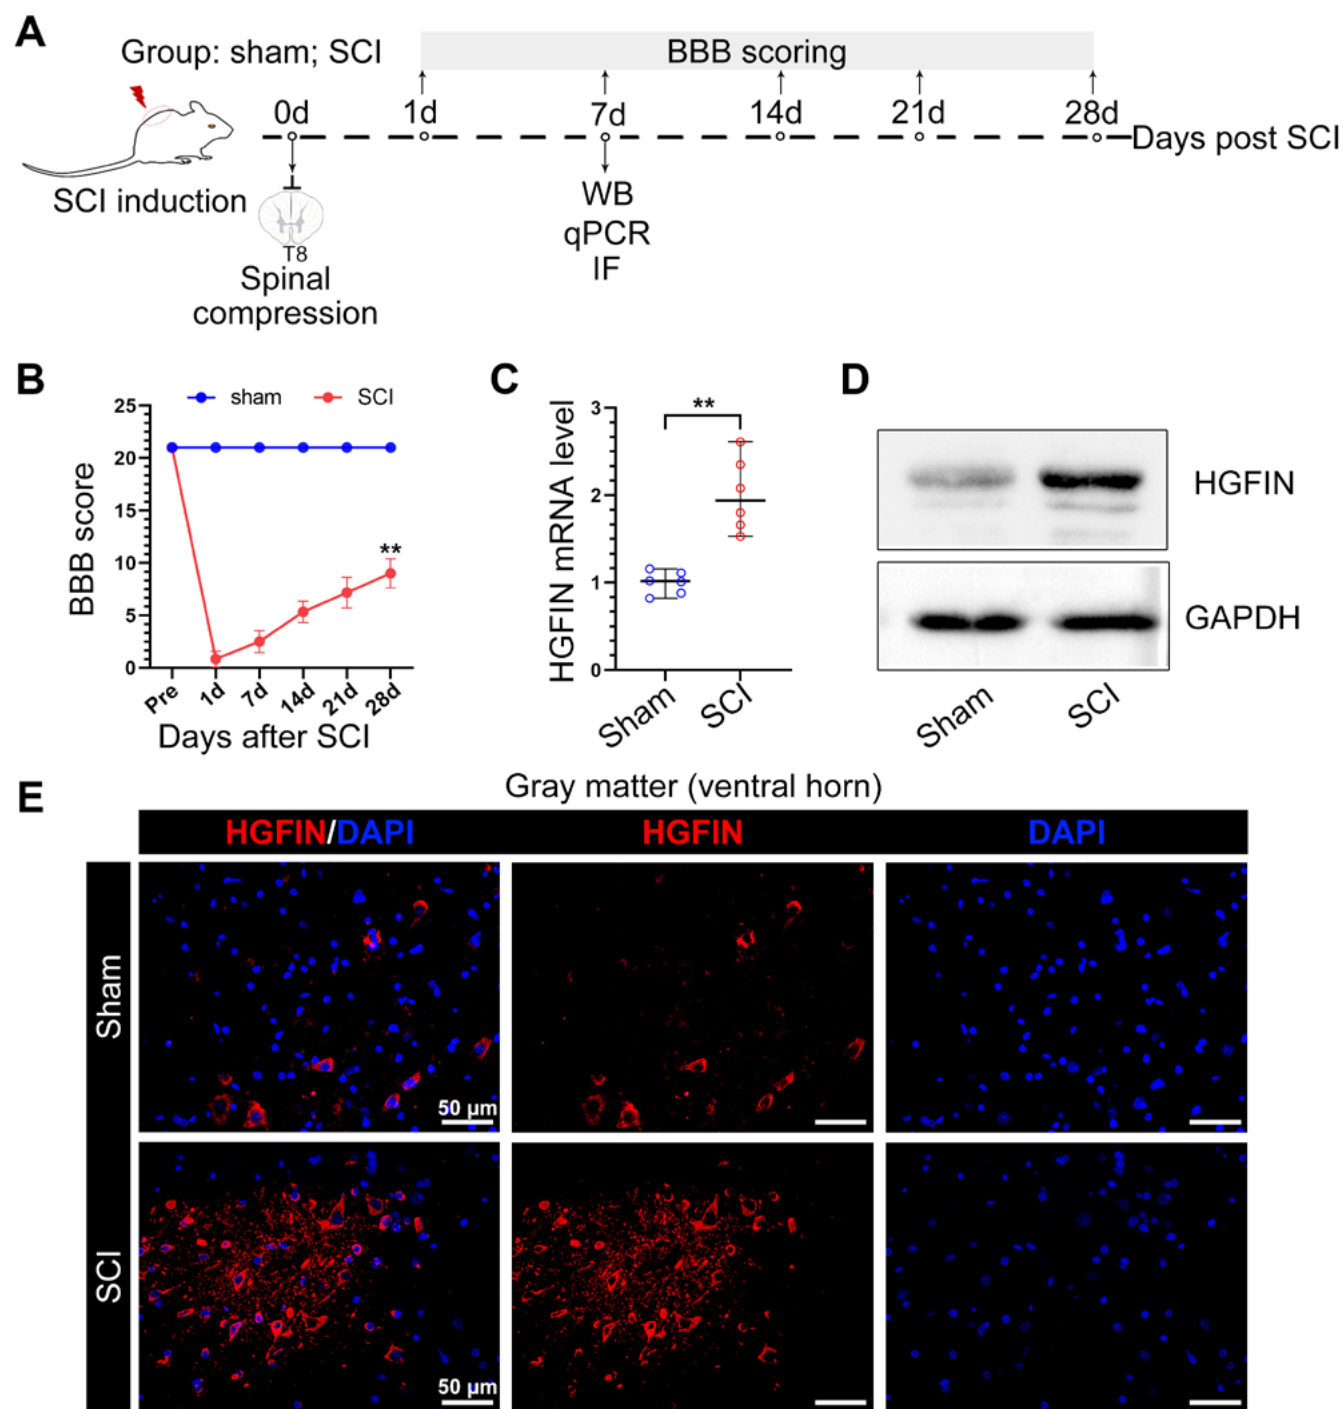 A
Group: sham; SCI
BBB scoring
0d
1d
7d
14d
21d
28d
Days post SCI
SCI induction
T8
Spinal
compression
WB
qPCR
IF
B
sham
SCI
BBB score
25
20
15
10
5
0
**
Pre
1d
7d
14d
21d
28d
Days after SCI
C
HGFIN mRNA level
3
2
1
0
**
Sham
SCI
D
HGFIN
GAPDH
Sham
SCI
E
Gray matter (ventral horn)
HGFIN/DAPI
HGFIN
DAPI
Sham
50 µm
SCI
50 µm